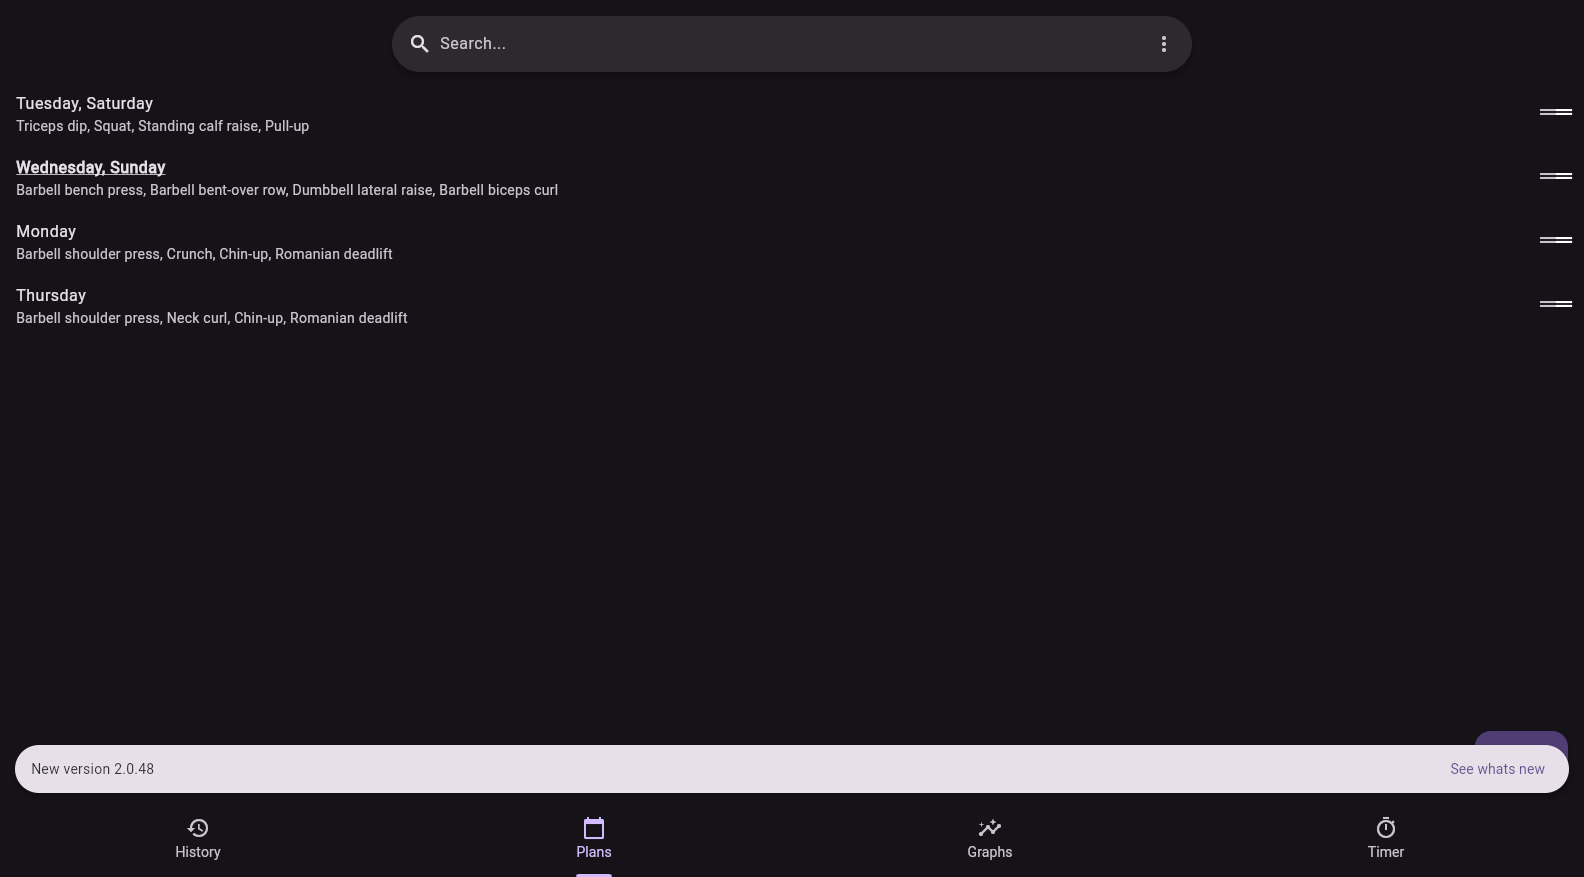 Search...
Tuesday, Saturday
Triceps dip, Squat, Standing calf raise, Pull-up
Wednesday, Sunday
Barbell bench press, Barbell bent-over row, Dumbbell lateral raise, Barbell biceps curl
Monday
Barbell shoulder press, Crunch, Chin-up, Romanian deadlift
Thursday
Barbell shoulder press, Neck curl, Chin-up, Romanian deadlift
New version 2.0.48 See whats new
History Plans Graphs Timer